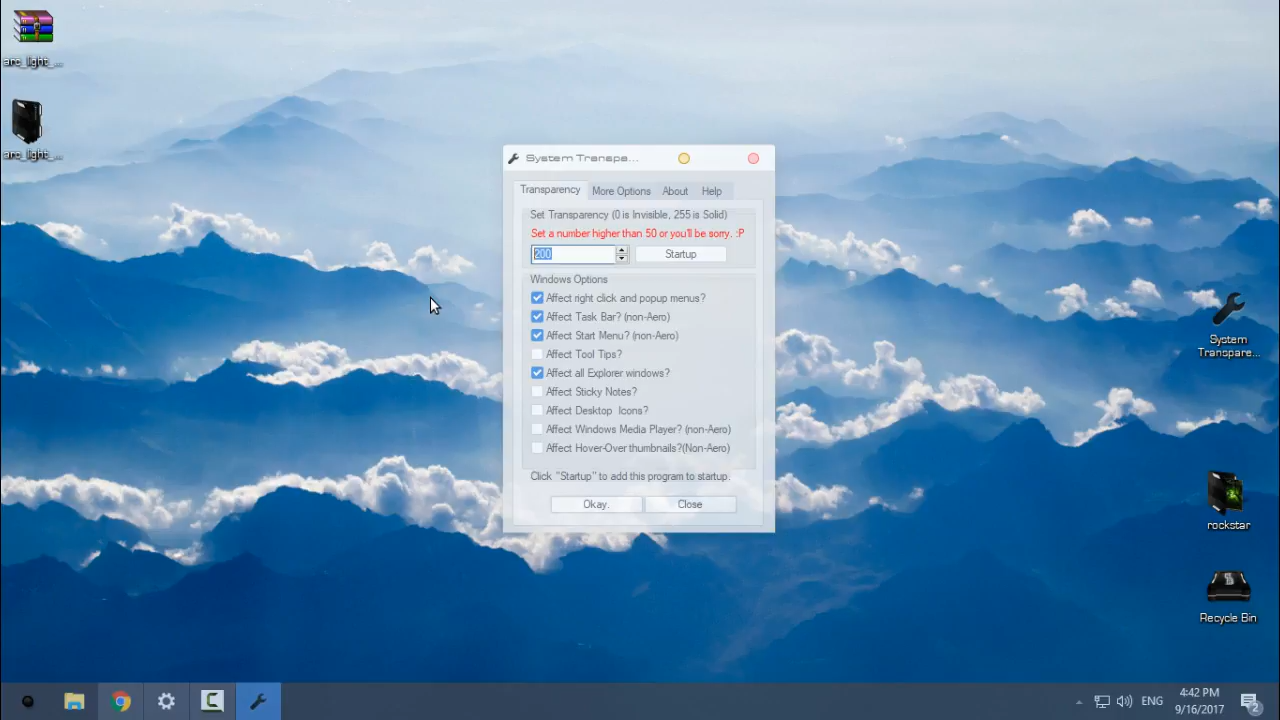 arc_light_...
arc_light_...
System Transpa...
Transparency More Options About Help
Set Transparency (0 is Invisible, 255 is Solid)
Set a number higher than 50 or you'll be sorry. :P
200 Startup
Windows Options
Affect right click and popup menus?
Affect Task Bar? (non-Aero)
Affect Start Menu? (non-Aero)
Affect Tool Tips?
Affect all Explorer windows?
Affect Sticky Notes?
Affect Desktop Icons?
Affect Windows Media Player? (non-Aero)
Affect Hover-Over thumbnails?(Non-Aero)
Click "Startup" to add this program to startup.
Okay. Close
System
Transpare...
rockstar
Recycle Bin
ENG
4:42 PM
9/16/2017
2